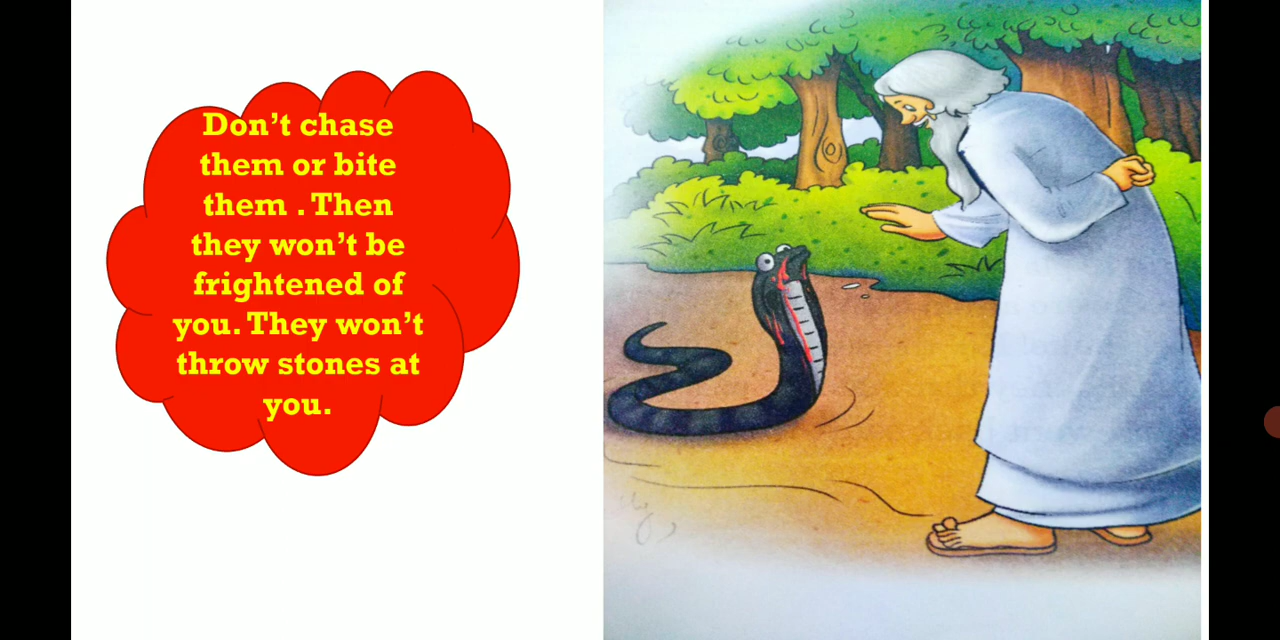 Don’t chase
them or bite
them . Then
they won’t be
frightened of
you. They won’t
throw stones at
you.